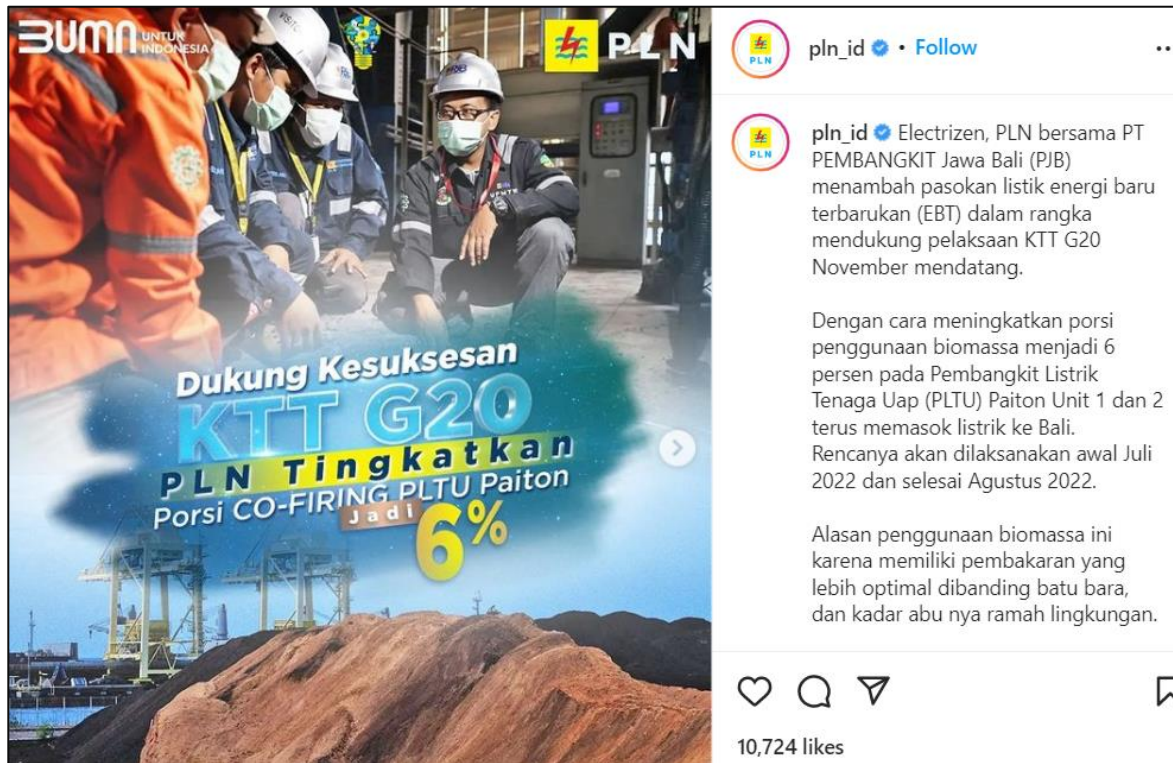 BUMN UNTUK
INDONESIA
PLN
VISITOR
Dukung Kesuksesan
KTT G20
PLN Tingkatkan
Porsi CO-FIRING PLTU Paiton
Jadi
6%
PLN
pln_id • Follow
PLN
pln_id Electrizen, PLN bersama PT
PEMBANGKIT Jawa Bali (PJB)
menambah pasokan listik energi baru
terbarukan (EBT) dalam rangka
mendukung pelaksaan KTT G20
November mendatang.
Dengan cara meningkatkan porsi
penggunaan biomassa menjadi 6
persen pada Pembangkit Listrik
Tenaga Uap (PLTU) Paiton Unit 1 dan 2
terus memasok listrik ke Bali.
Rencanya akan dilaksanakan awal Juli
2022 dan selesai Agustus 2022.
Alasan penggunaan biomassa ini
karena memiliki pembakaran yang
lebih optimal dibanding batu bara,
dan kadar abu nya ramah lingkungan.
10,724 likes